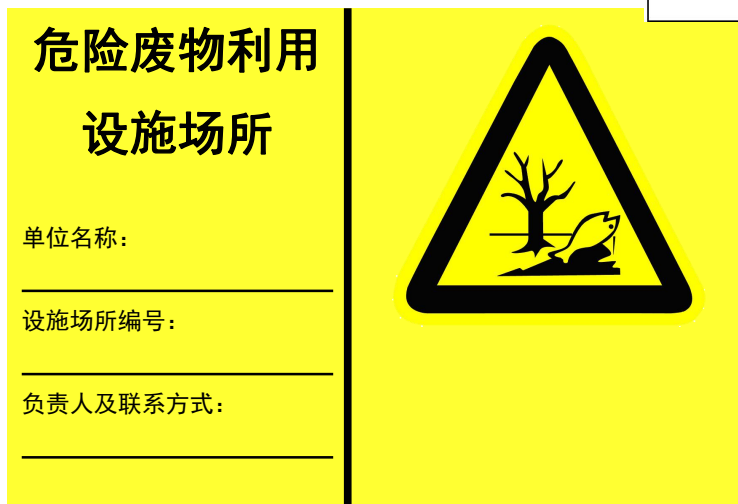 危险废物利用
设施场所
单位名称：
设施场所编号：
负责人及联系方式：